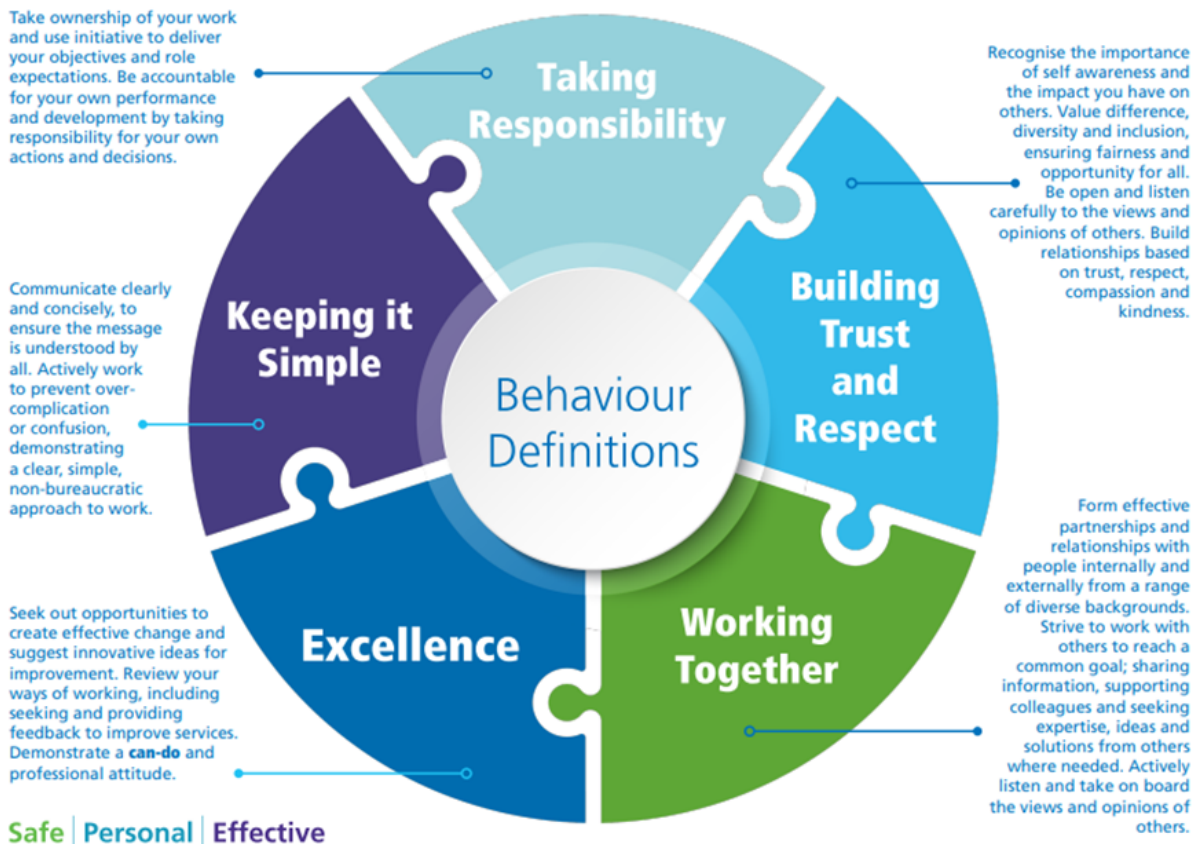 Take ownership of your work
and use initiative to deliver
your objectives and role
expectations. Be accountable
for your own performance
and development by taking
responsibility for your own
actions and decisions.
Taking
Responsibility
Recognise the importance
of self awareness and
the impact you have on
others. Value difference,
diversity and inclusion,
ensuring fairness and
opportunity for all.
Be open and listen
carefully to the views and
opinions of others. Build
relationships based
on trust, respect,
compassion and
kindness.
Building
Trust
and
Respect
Communicate clearly
and concisely, to
ensure the message
is understood by
all. Actively work
to prevent over-
complication
or confusion,
demonstrating
a clear, simple,
non-bureaucratic
approach to work.
Keeping it
Simple
Behaviour
Definitions
Form effective
partnerships and
relationships with
people internally and
externally from a range
of diverse backgrounds.
Strive to work with
others to reach a
common goal; sharing
information, supporting
colleagues and seeking
expertise, ideas and
solutions from others
where needed. Actively
listen and take on board
the views and opinions of
others.
Working
Together
Seek out opportunities to
create effective change and
suggest innovative ideas for
improvement. Review your
ways of working, including
seeking and providing
feedback to improve services.
Demonstrate a can-do and
professional attitude.
Excellence
Safe | Personal | Effective